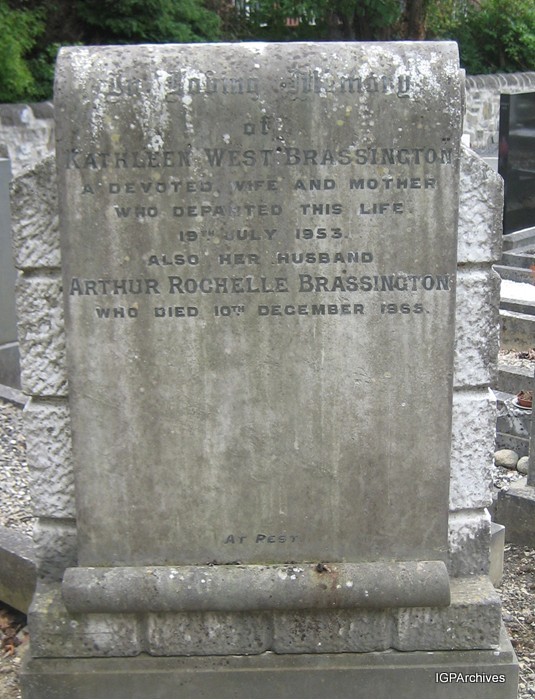 In Loving Memory
of
KATHLEEN WEST BRASSINGTON
A DEVOTED WIFE AND MOTHER
WHO DEPARTED THIS LIFE
19TH JULY 1953.
ALSO HER HUSBAND
ARTHUR ROCHELLE BRASSINGTON
WHO DIED 10TH DECEMBER 1965.
AT REST
IGPArchives